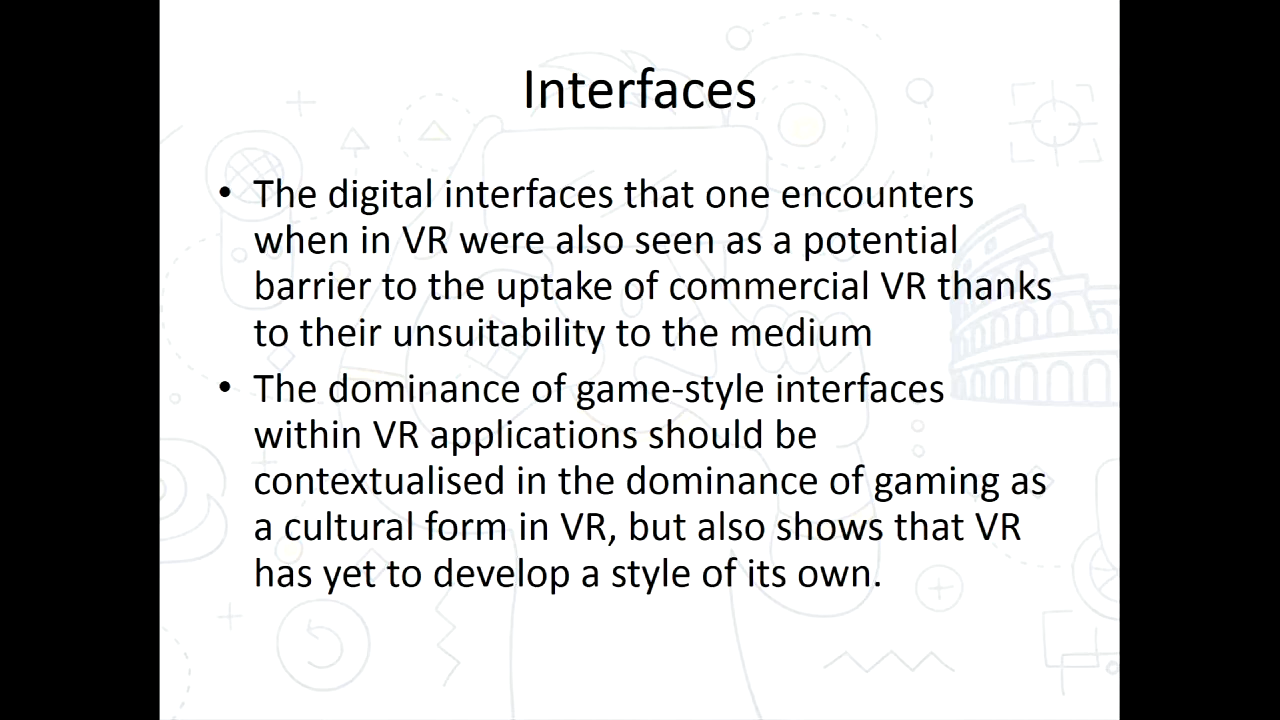 Interfaces
• The digital interfaces that one encounters
when in VR were also seen as a potential
barrier to the uptake of commercial VR thanks
to their unsuitability to the medium
• The dominance of game-style interfaces
within VR applications should be
contextualised in the dominance of gaming as
a cultural form in VR, but also shows that VR
has yet to develop a style of its own.